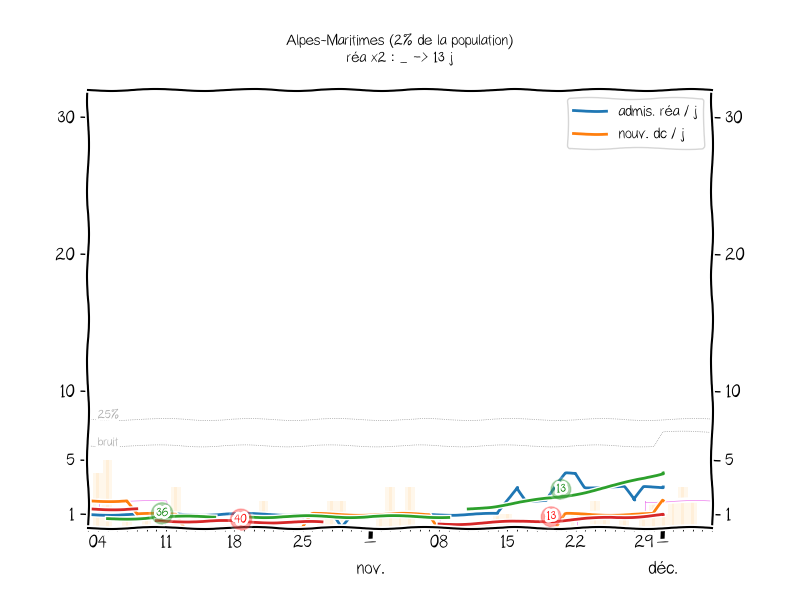 Alpes-Maritimes (2% de la population)
réa x2 : _ -> 13 j
admis. réa / j
nouv. dc / j
30
30
20
20
10
10
25%
bruit
5
5
1
1
36
40
13
13
04 11 18 25 08 15 22 29
nov. déc.